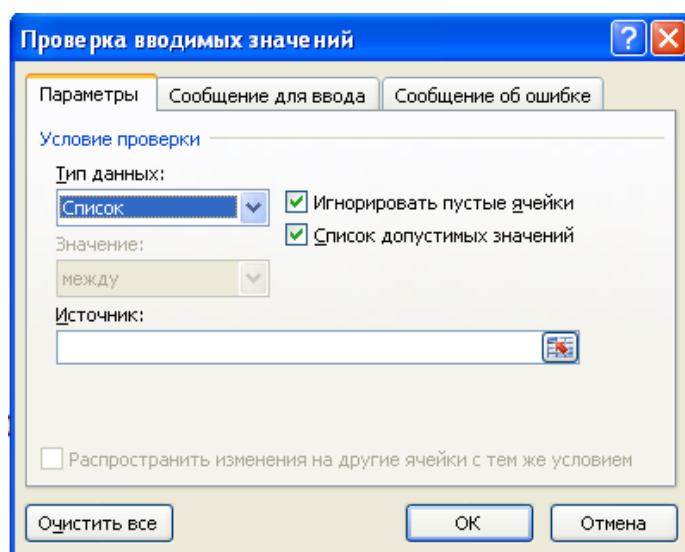 Проверка вводимых значений
Параметры Сообщение для ввода Сообщение об ошибке
Условие проверки
Тип данных:
Список Игнорировать пустые ячейки
Список допустимых значений
Значение:
между
Источник:
Распространить изменения на другие ячейки с тем же условием
Очистить все ОК Отмена